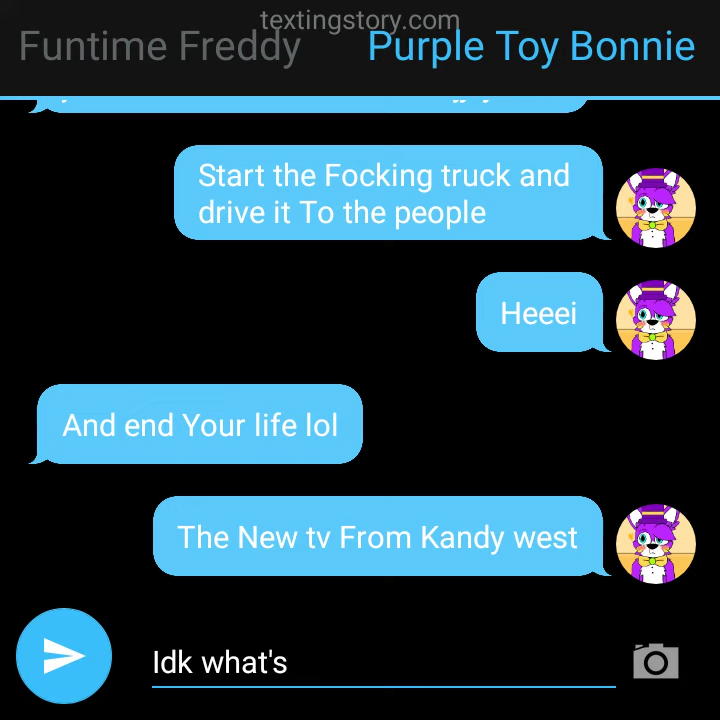 textingstory.com
Funtime Freddy Purple Toy Bonnie
Start the Focking truck and
drive it To the people
Heeei
And end Your life lol
The New tv From Kandy west
Idk what's